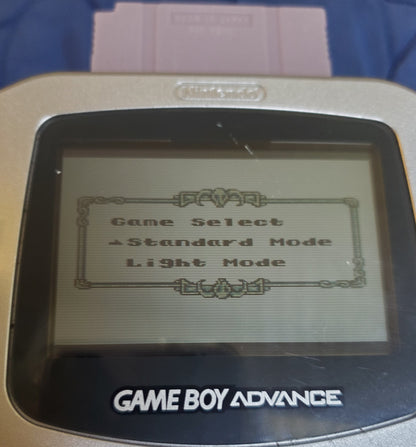 Nintendo
Game Select
Standard Mode
Light Mode
GAME BOY ADVANCE